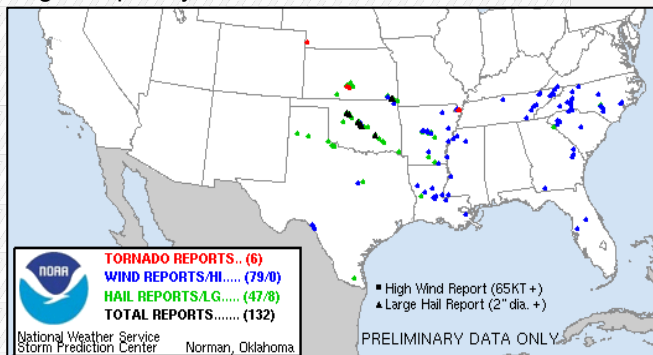 TORNADO REPORTS.. (6)
WIND REPORTS/HI..... (79/0)
HAIL REPORTS/LG..... (47/8)
TOTAL REPORTS....... (132)
NOAA
National Weather Service
Storm Prediction Center Norman, Oklahoma
High Wind Report (65KT +)
Large Hail Report (2" dia. +)
PRELIMINARY DATA ONLY